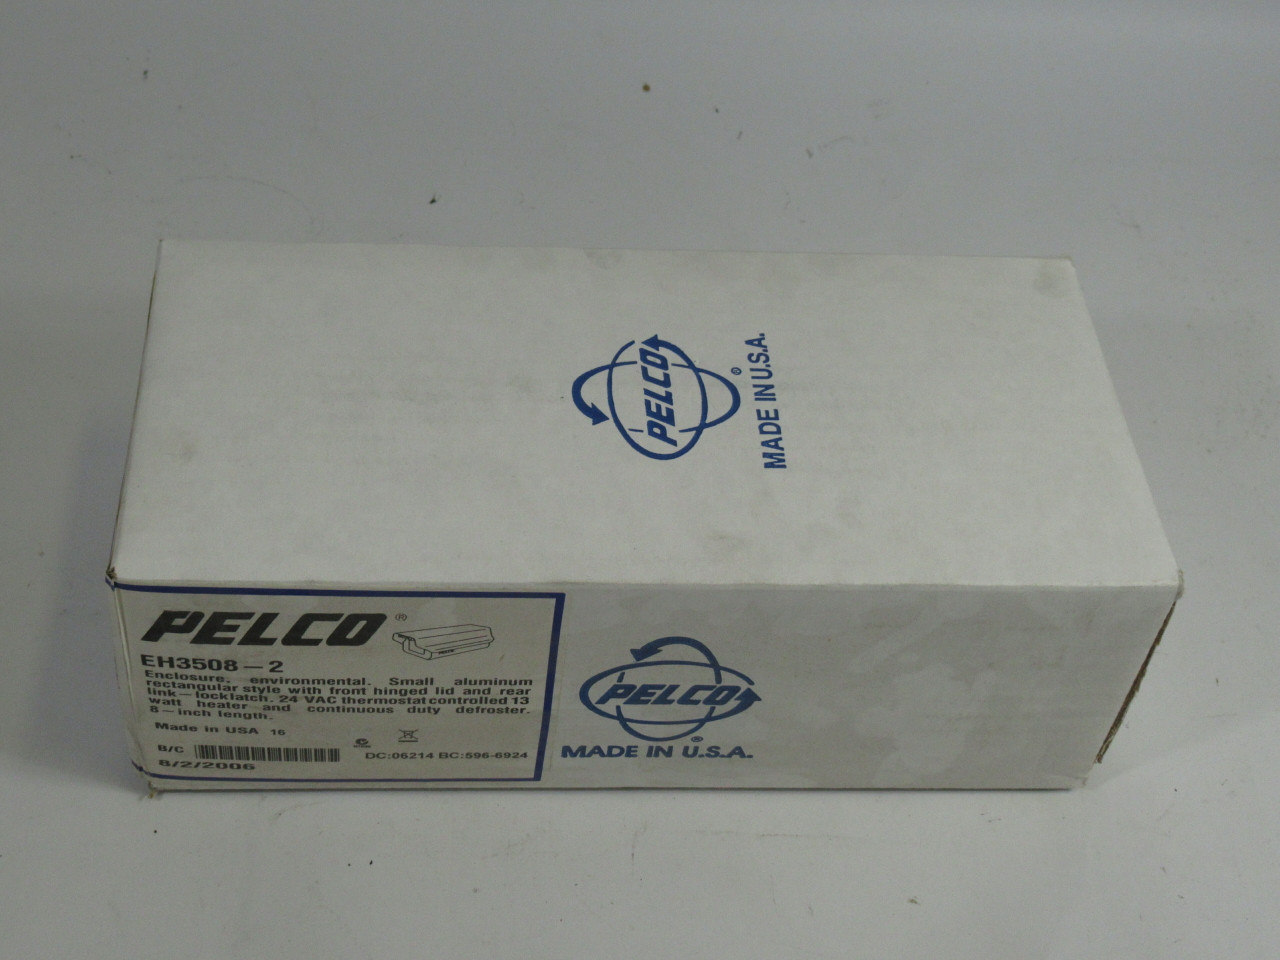 PELCO
®
MADE IN U.S.A.
PELCO ®
EH3508-2
Enclosure, environmental. Small aluminum
rectangular style with front hinged lid and rear
link-lock latch. 24 VAC thermostat controlled 13
watt heater and continuous duty defroster.
8-inch length.
Made in USA 16
B/C
DC:06214 BC:596-6924
8/2/2006
PELCO
®
MADE IN U.S.A.